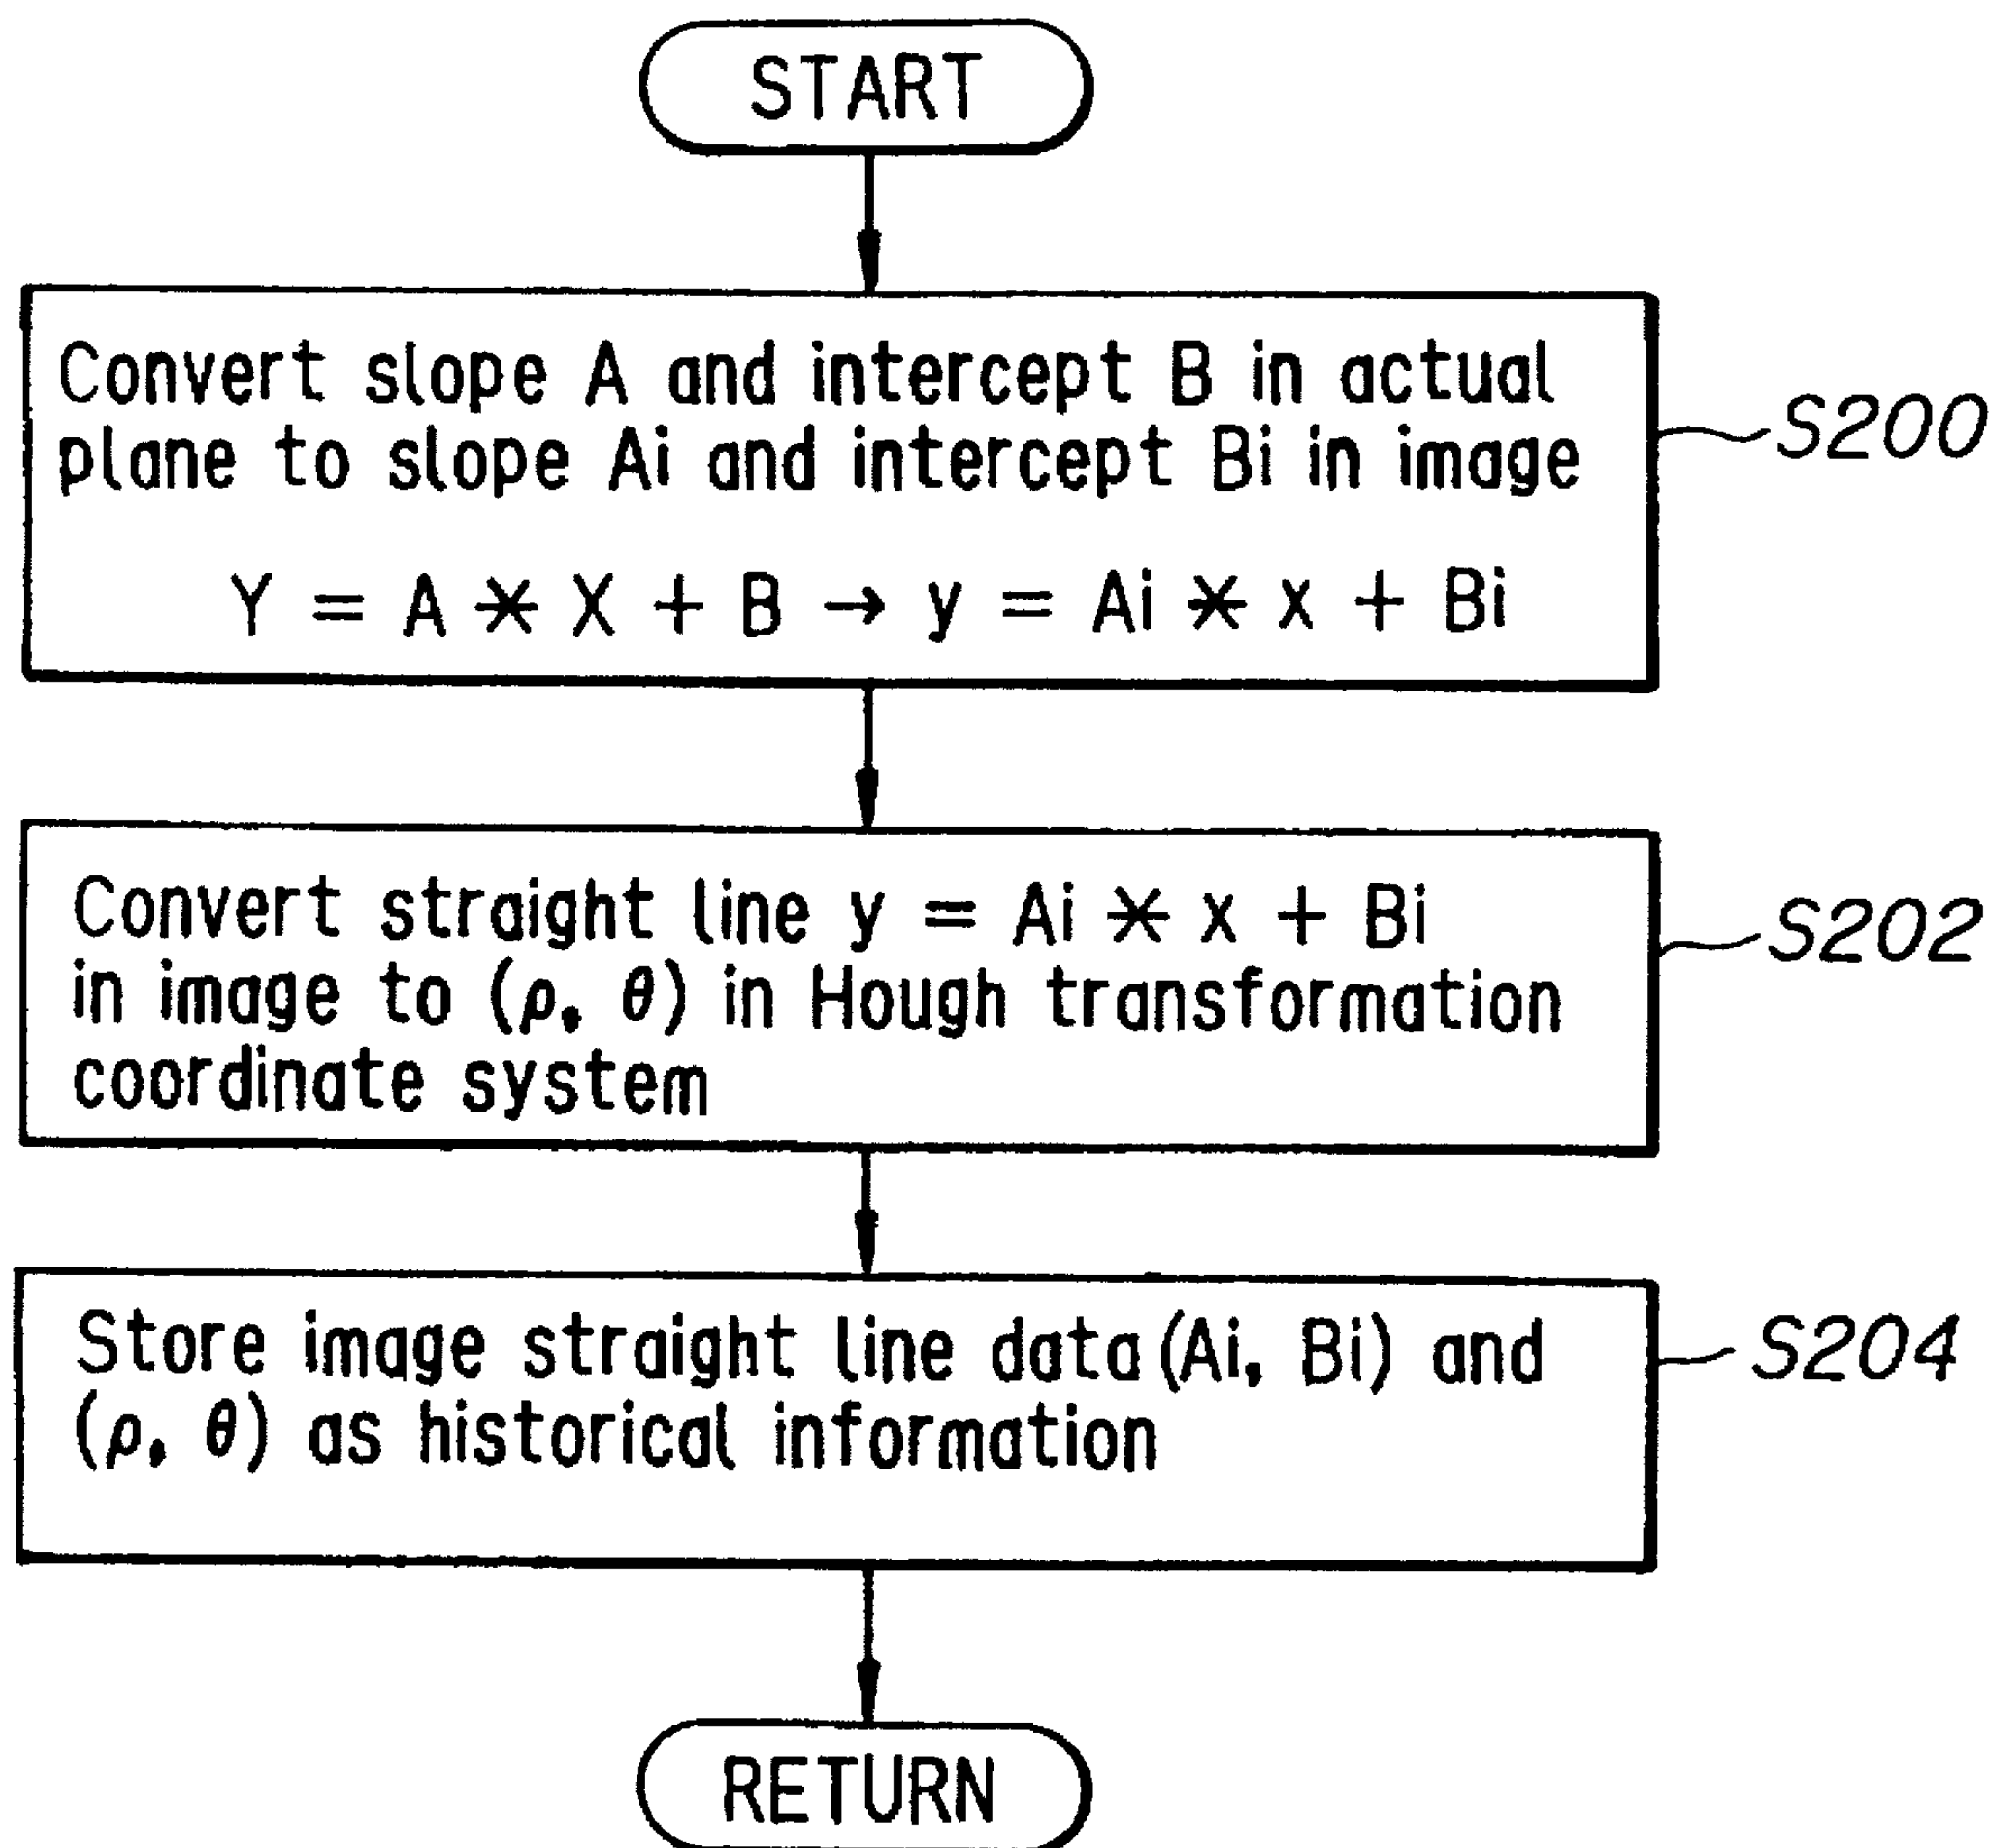 START
Convert slope A and intercept B in actual
plane to slope Ai and intercept Bi in image
Y = A * X + B → y = Ai * x + Bi
S200
Convert straight line y = Ai * x + Bi
in image to (ρ, θ) in Hough transformation
coordinate system
S202
Store image straight line data (Ai, Bi) and
(ρ, θ) as historical information
S204
RETURN